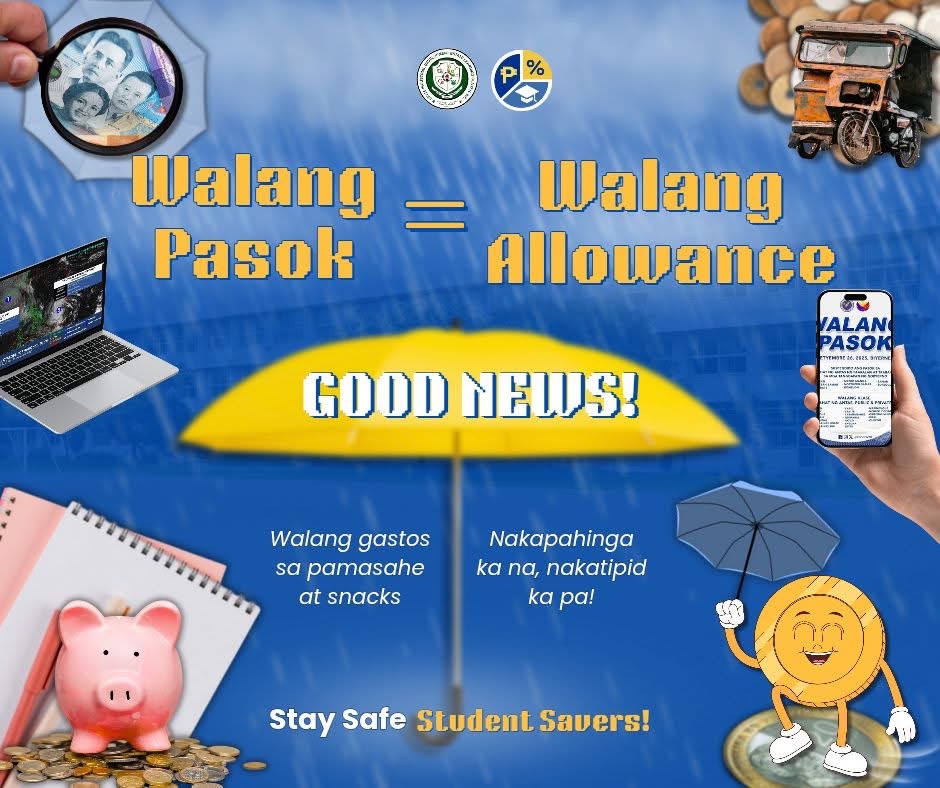 Walang
Pasok
=
Walang
Allowance
GOOD NEWS!
WALANG
PASOK
Walang gastos
sa pamasahe
at snacks
Nakapahinga
ka na, nakatipid
ka pa!
Stay Safe Student Savers!
₱ %